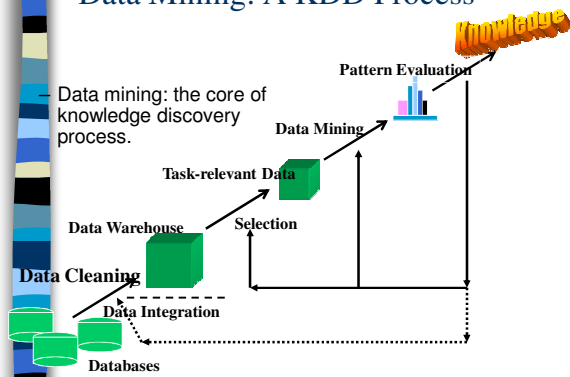 Data Mining: A KDD Process
Knowledge
Pattern Evaluation
– Data mining: the core of
knowledge discovery
process.
Data Mining
Task-relevant Data
Data Warehouse
Selection
Data Cleaning
Data Integration
Databases